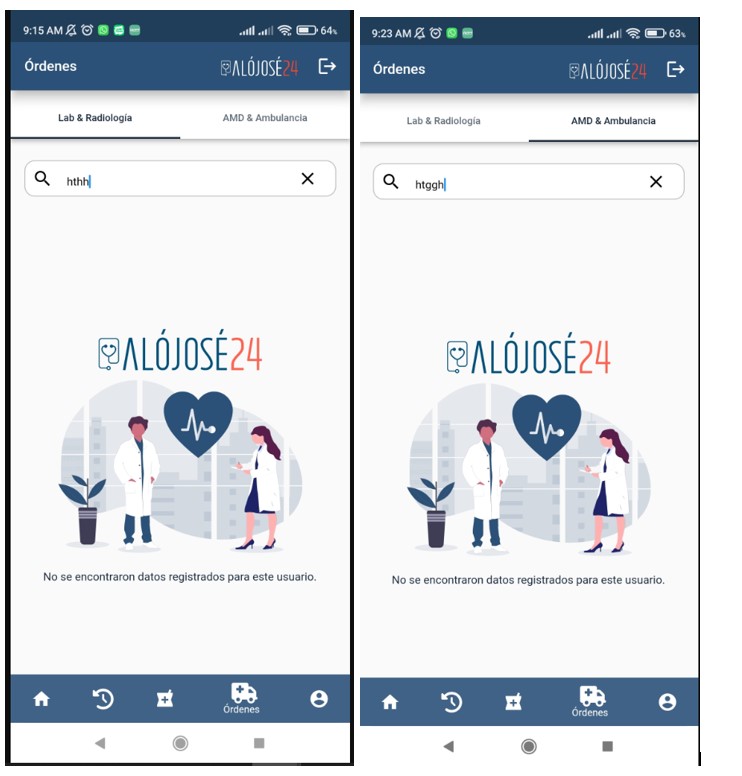 9:15 AM
64%
Órdenes
ALÓJOSÉ24
Lab & Radiología
AMD & Ambulancia
hthh
ALÓJOSÉ24
No se encontraron datos registrados para este usuario.
Órdenes
9:23 AM
63%
Órdenes
ALÓJOSÉ24
Lab & Radiología
AMD & Ambulancia
htggh
ALÓJOSÉ24
No se encontraron datos registrados para este usuario.
Órdenes